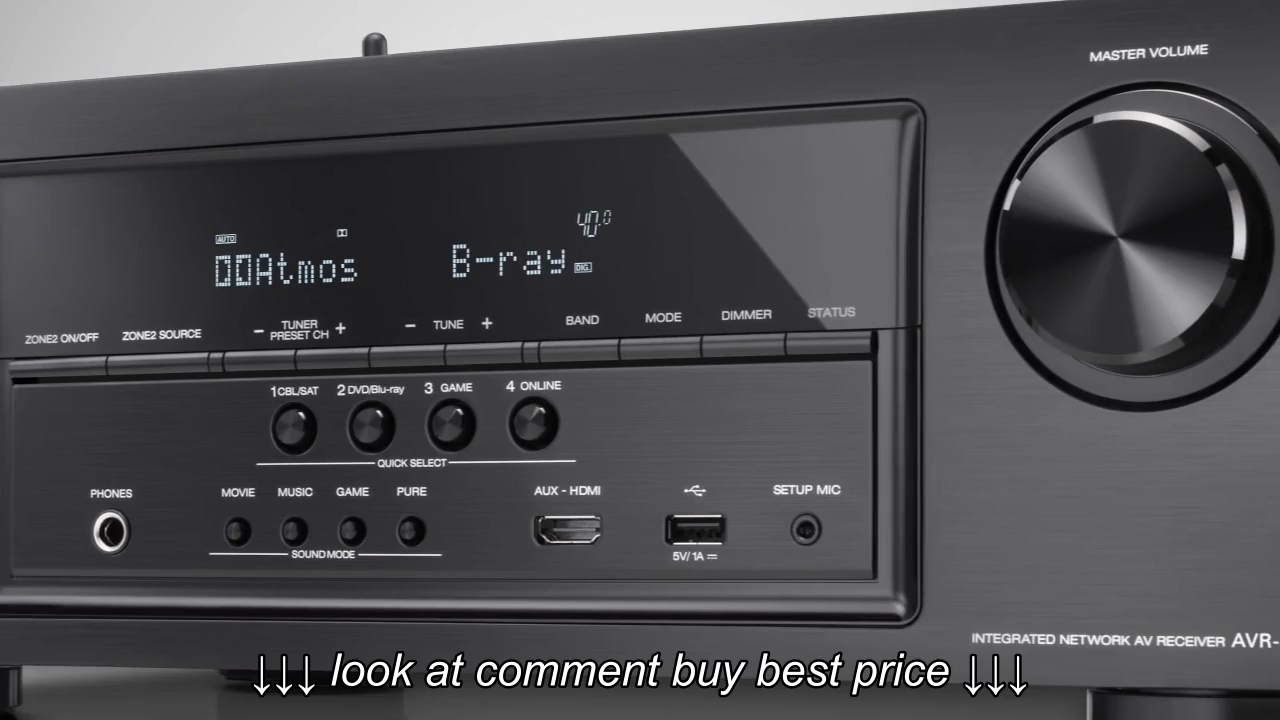 MASTER VOLUME
40.0
AUTO
Atmos B-ray DIG.
ZONE2 ON/OFF ZONE2 SOURCE - TUNER PRESET CH + - TUNE + BAND MODE DIMMER STATUS
1 CBL/SAT 2 DVD/Blu-ray 3 GAME 4 ONLINE
QUICK SELECT
PHONES MOVIE MUSIC GAME PURE AUX - HDMI SETUP MIC
SOUND MODE 5V/1A
INTEGRATED NETWORK AV RECEIVER AVR-
↓↓↓ look at comment buy best price ↓↓↓